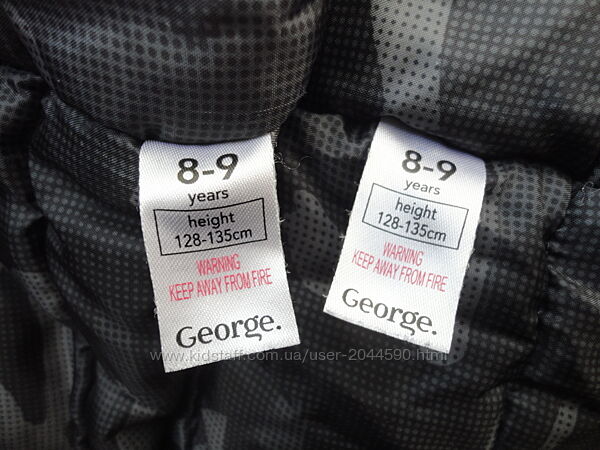 8-9
years
height
128-135cm
WARNING
KEEP AWAY FROM FIRE
George.
8-9
years
height
128-135cm
WARNING
KEEP AWAY FROM FIRE
George.
www.kidstaff.com.ua/user-2044590.html